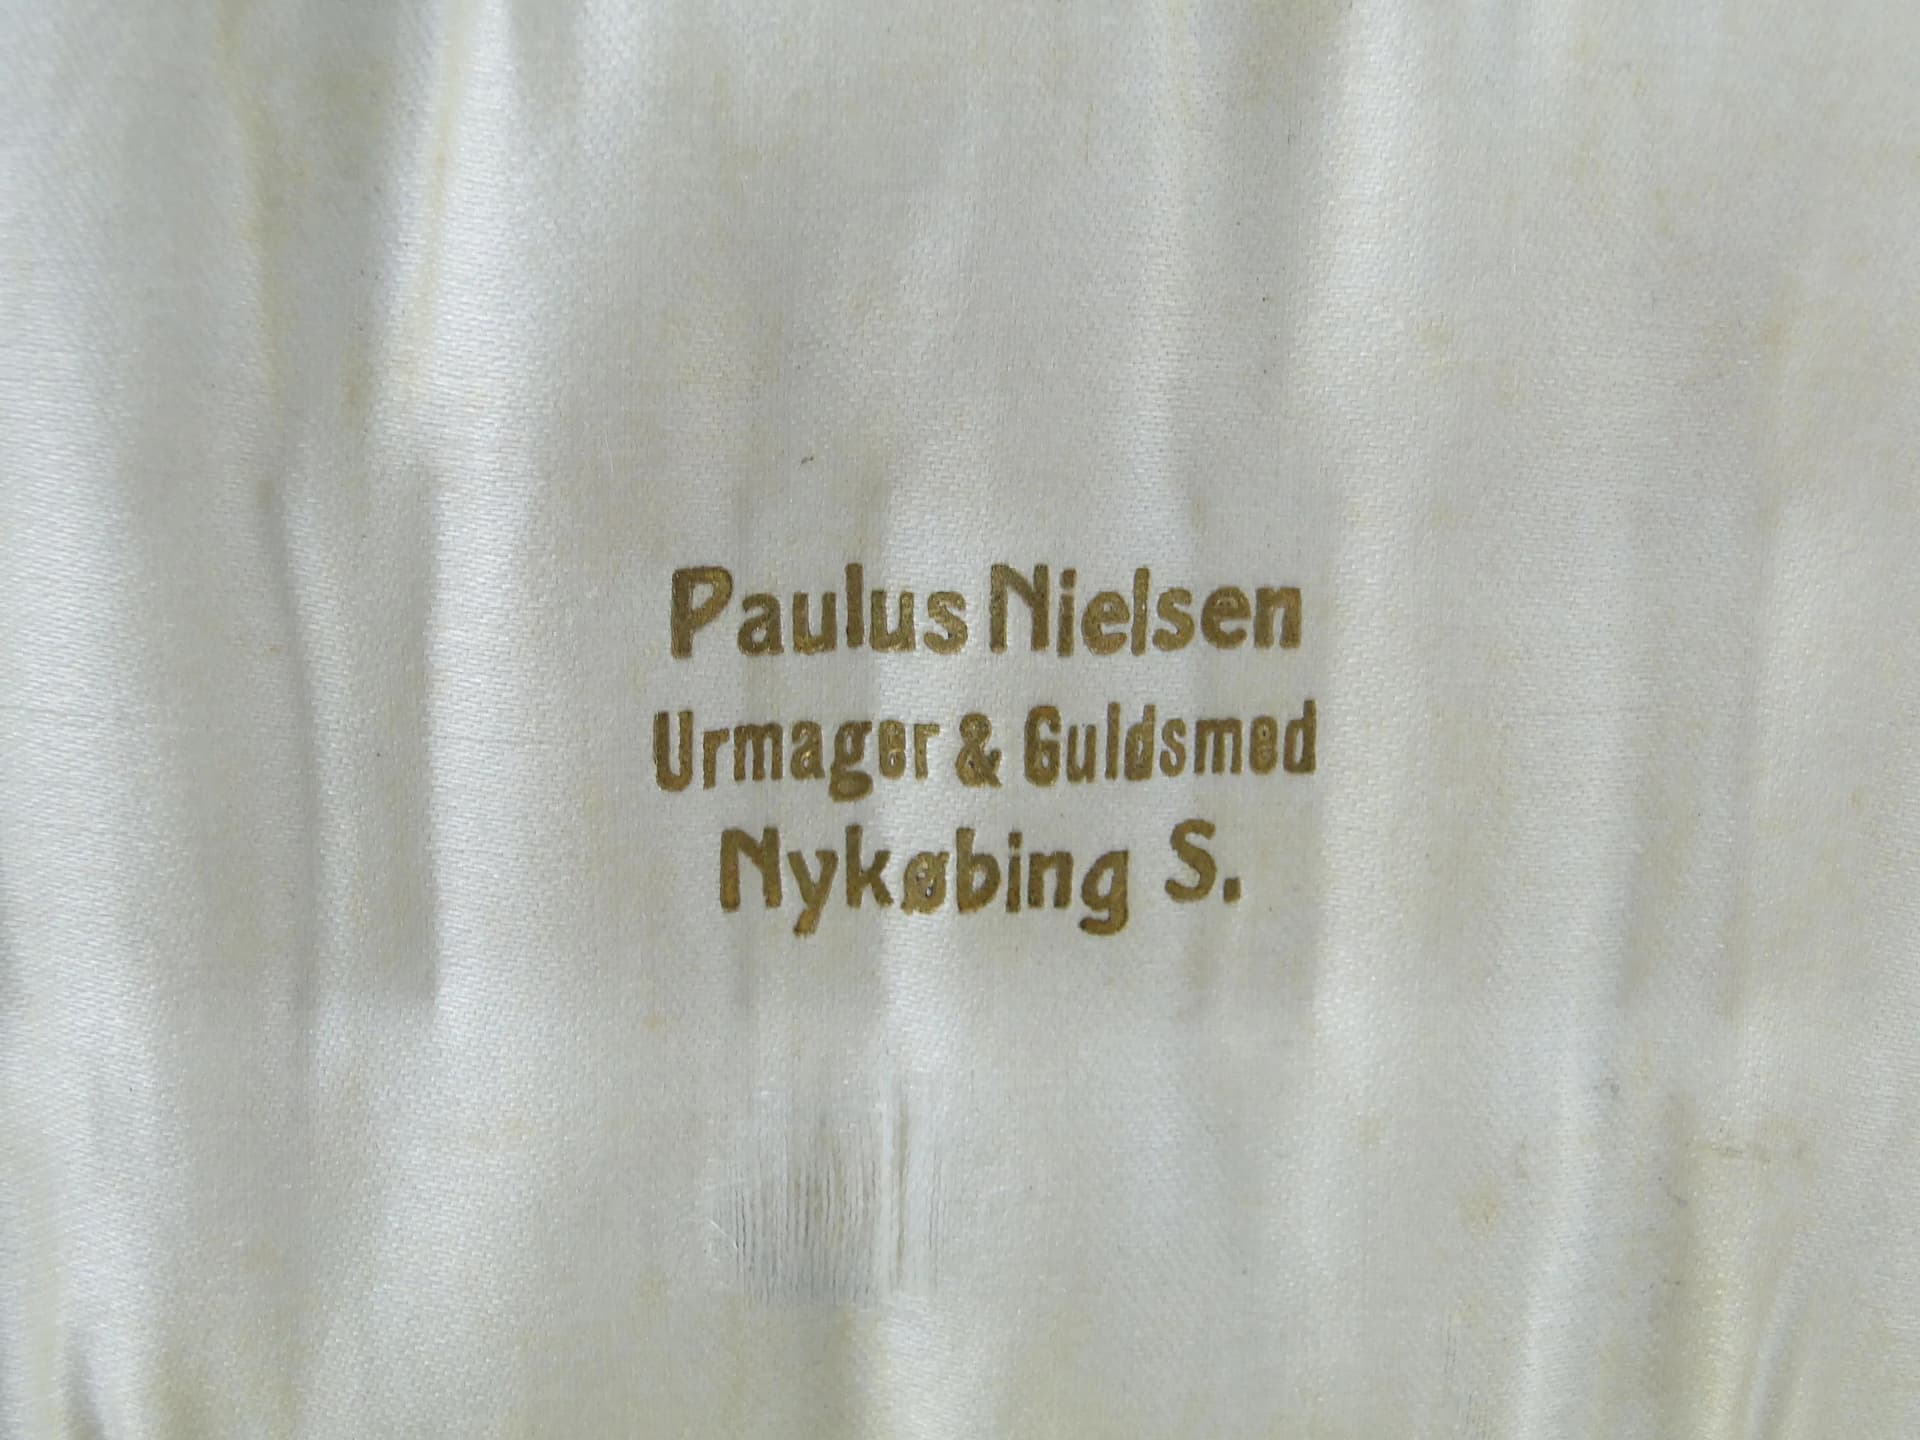 Paulus Nielsen
Urmager & Guldsmed
Nykøbing S.